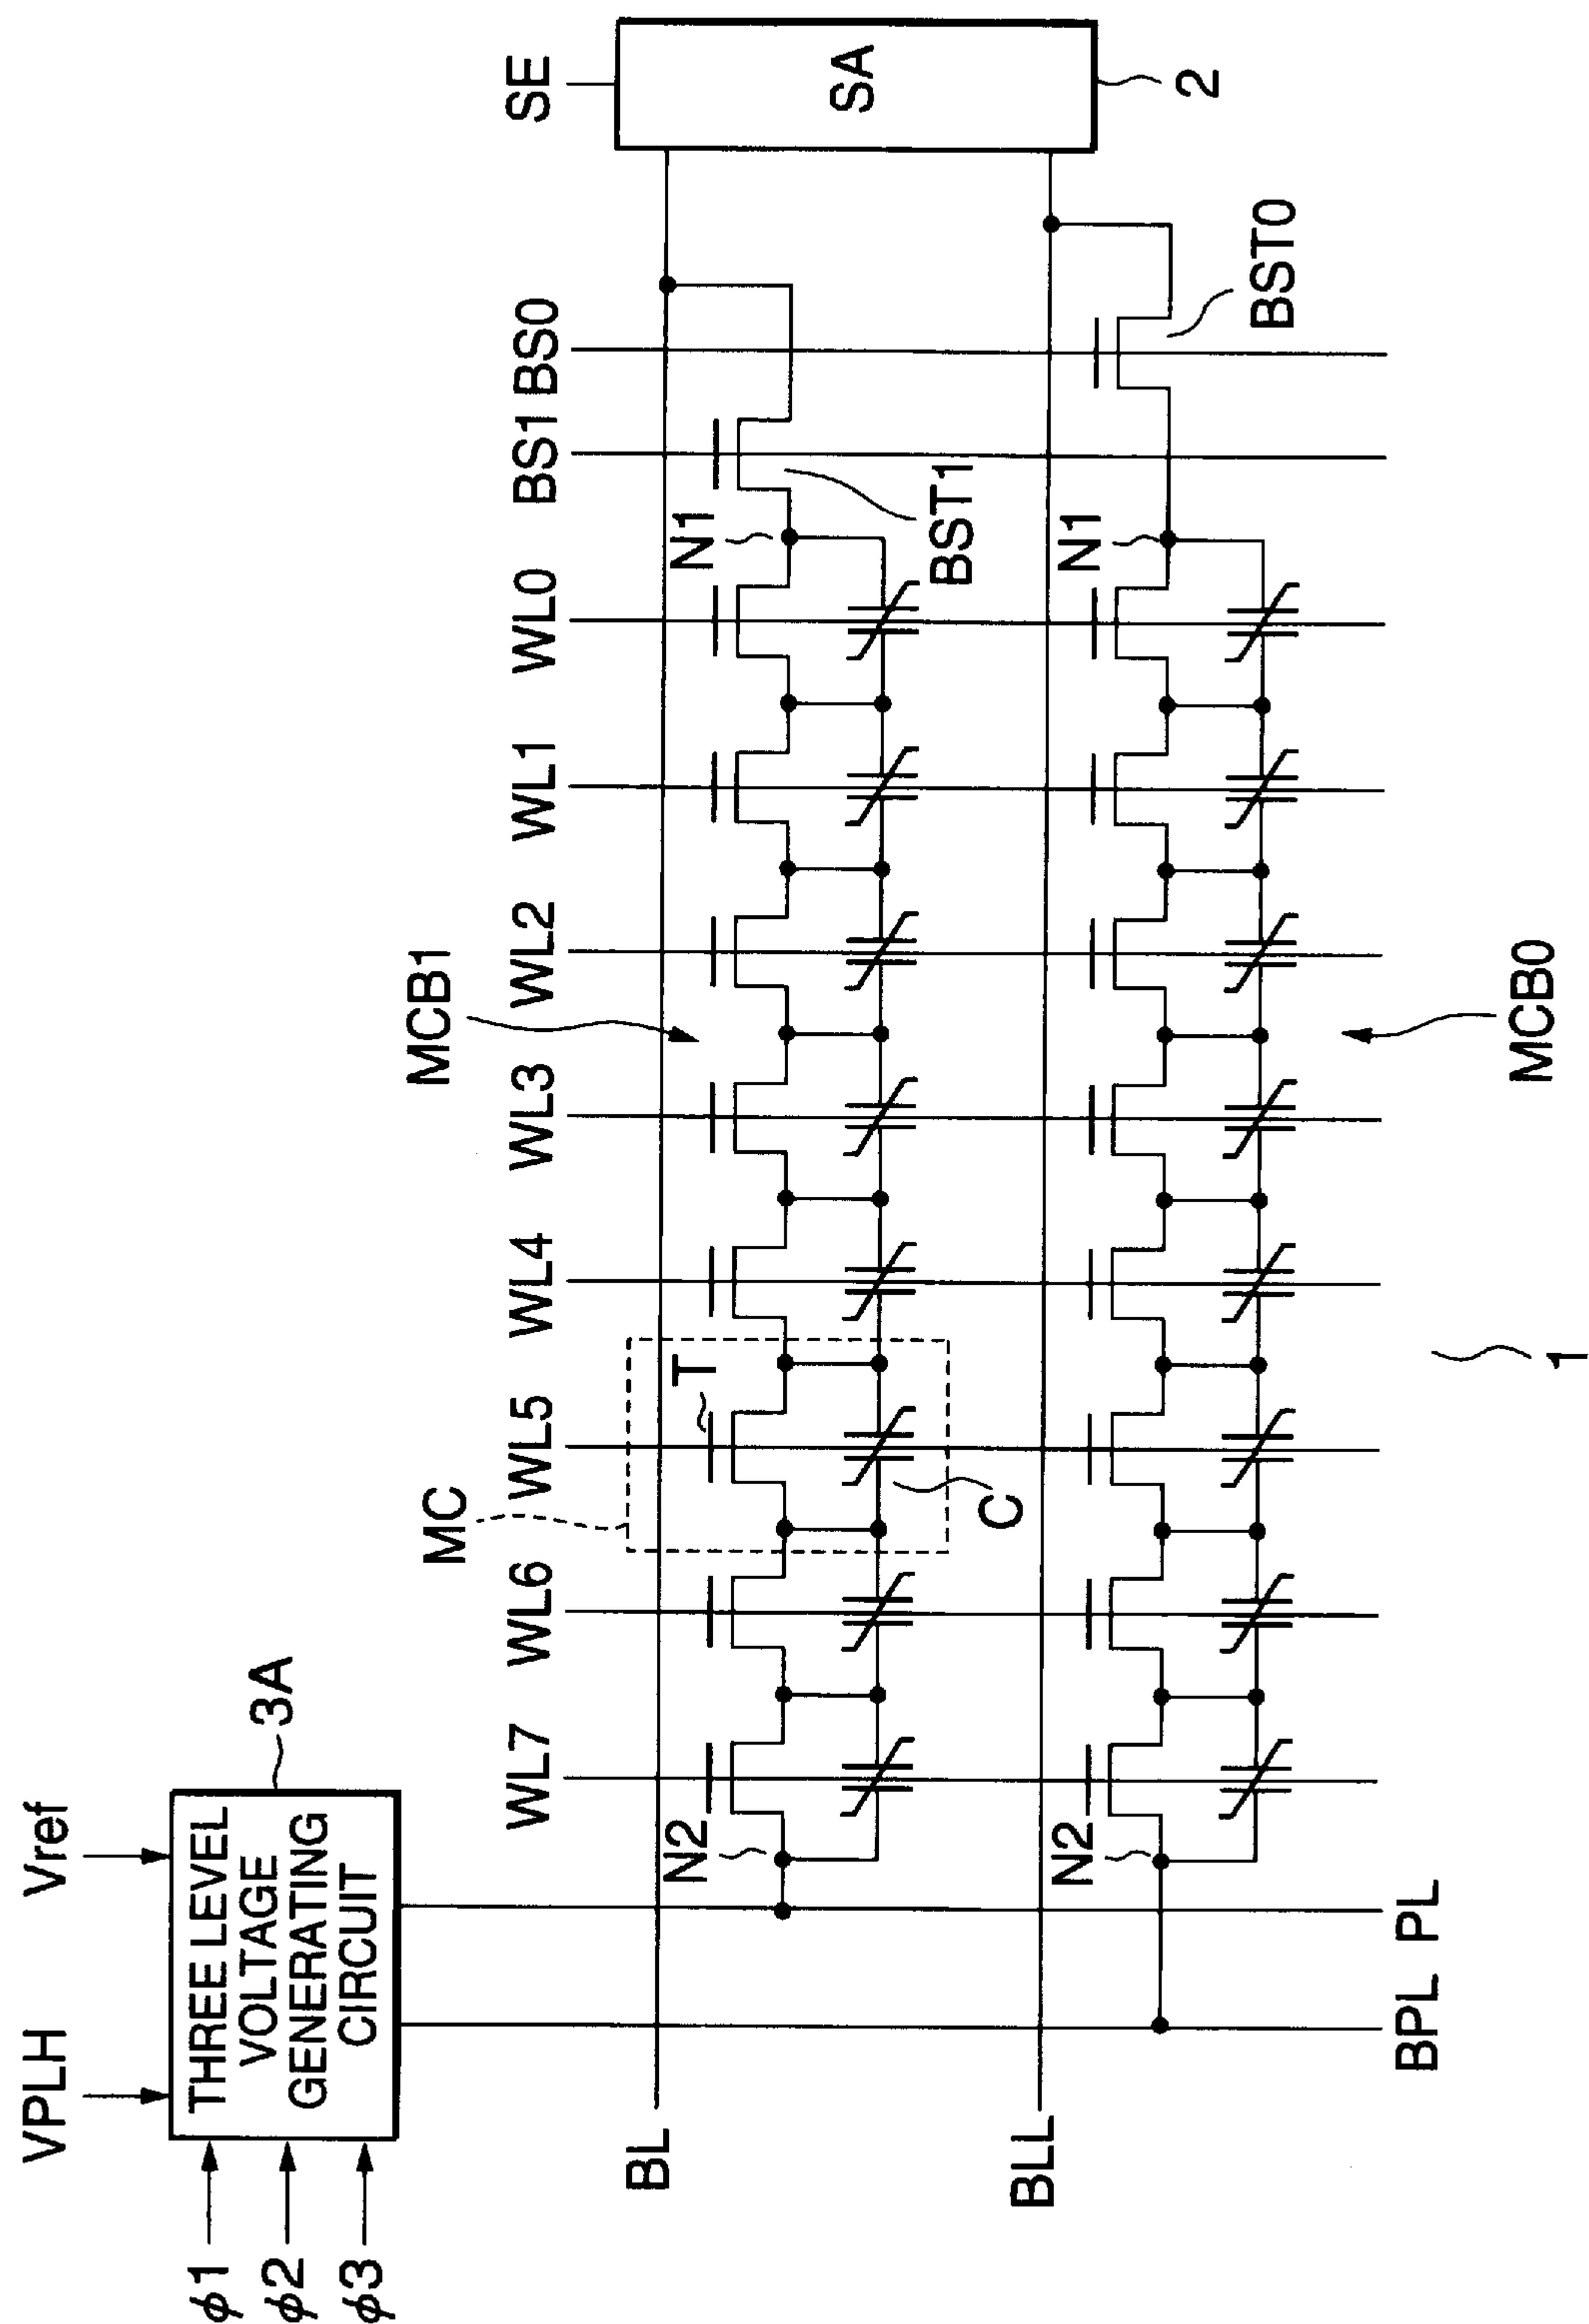 VPLH
Vref
φ1
φ2
φ3
THREE LEVEL
VOLTAGE
GENERATING
CIRCUIT
3A
MC
MCB1
WL7
WL6
WL5
WL4
WL3
WL2
WL1
WL0
BS1
BS0
SE
BL
N2
T
N1
SA
C
BST1
BLL
N2
N1
2
BST0
BPL
PL
MCB0
1